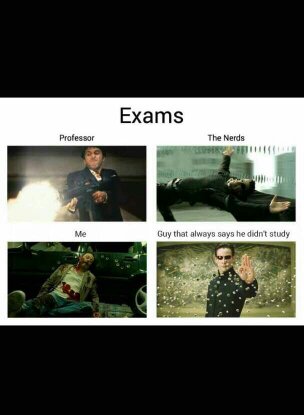 Exams
Professor
The Nerds
Me
Guy that always says he didn't study